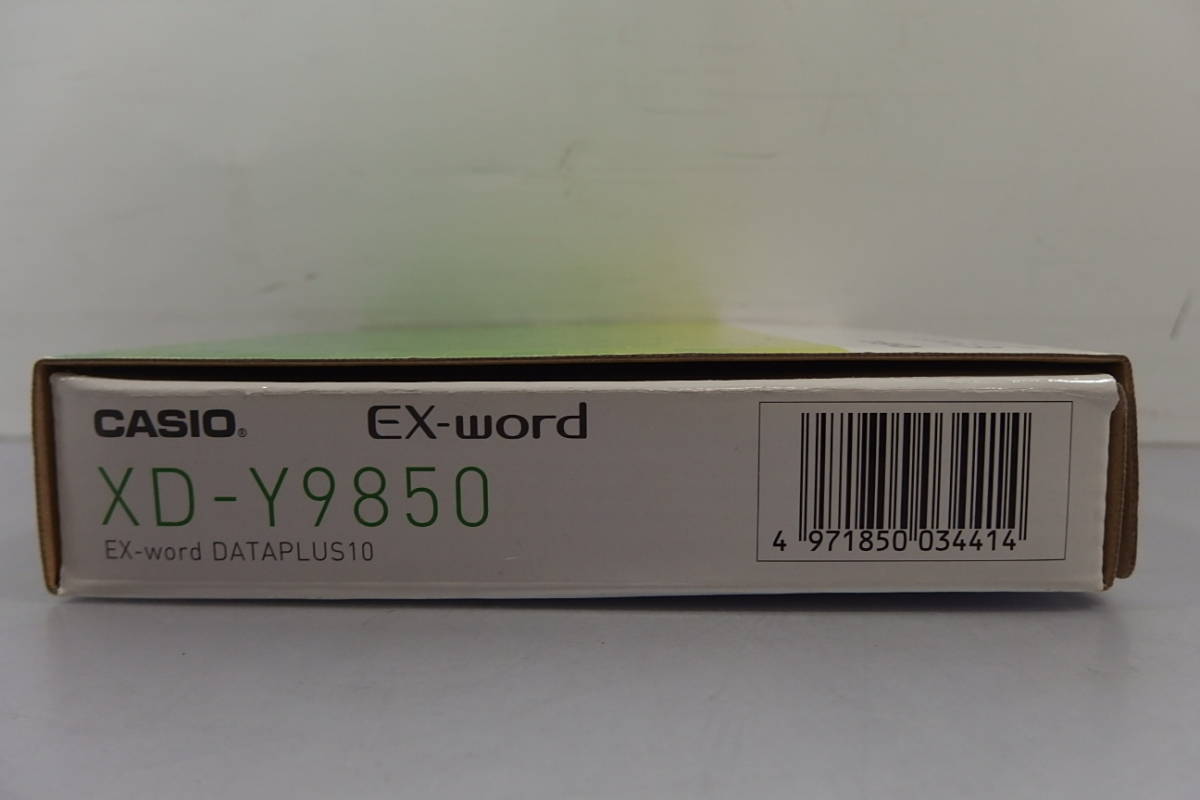 CASIO® EX-word
XD-Y9850
EX-word DATAPLUS10
4 971850 034414